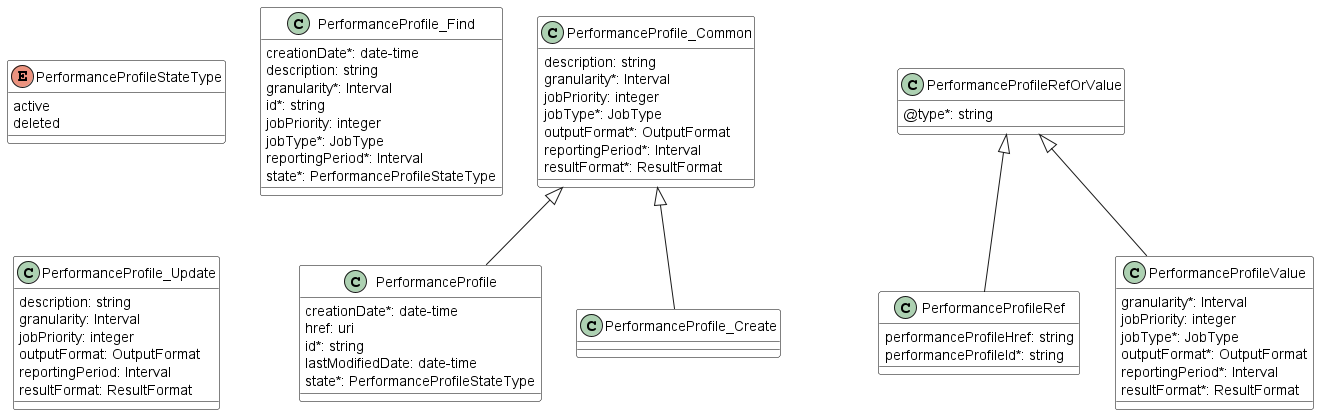 E PerformanceProfileStateType
active
deleted
C PerformanceProfile_Find
creationDate*: date-time
description: string
granularity*: Interval
id*: string
jobPriority: integer
jobType*: JobType
reportingPeriod*: Interval
state*: PerformanceProfileStateType
C PerformanceProfile_Common
description: string
granularity*: Interval
jobPriority: integer
jobType*: JobType
outputFormat*: OutputFormat
reportingPeriod*: Interval
resultFormat*: ResultFormat
C PerformanceProfileRefOrValue
@type*: string
C PerformanceProfile_Update
description: string
granularity: Interval
jobPriority: integer
outputFormat: OutputFormat
reportingPeriod: Interval
resultFormat: ResultFormat
C PerformanceProfile
creationDate*: date-time
href: uri
id*: string
lastModifiedDate: date-time
state*: PerformanceProfileStateType
C PerformanceProfile_Create
C PerformanceProfileRef
performanceProfileHref: string
performanceProfileId*: string
C PerformanceProfileValue
granularity*: Interval
jobPriority: integer
jobType*: JobType
outputFormat*: OutputFormat
reportingPeriod*: Interval
resultFormat*: ResultFormat